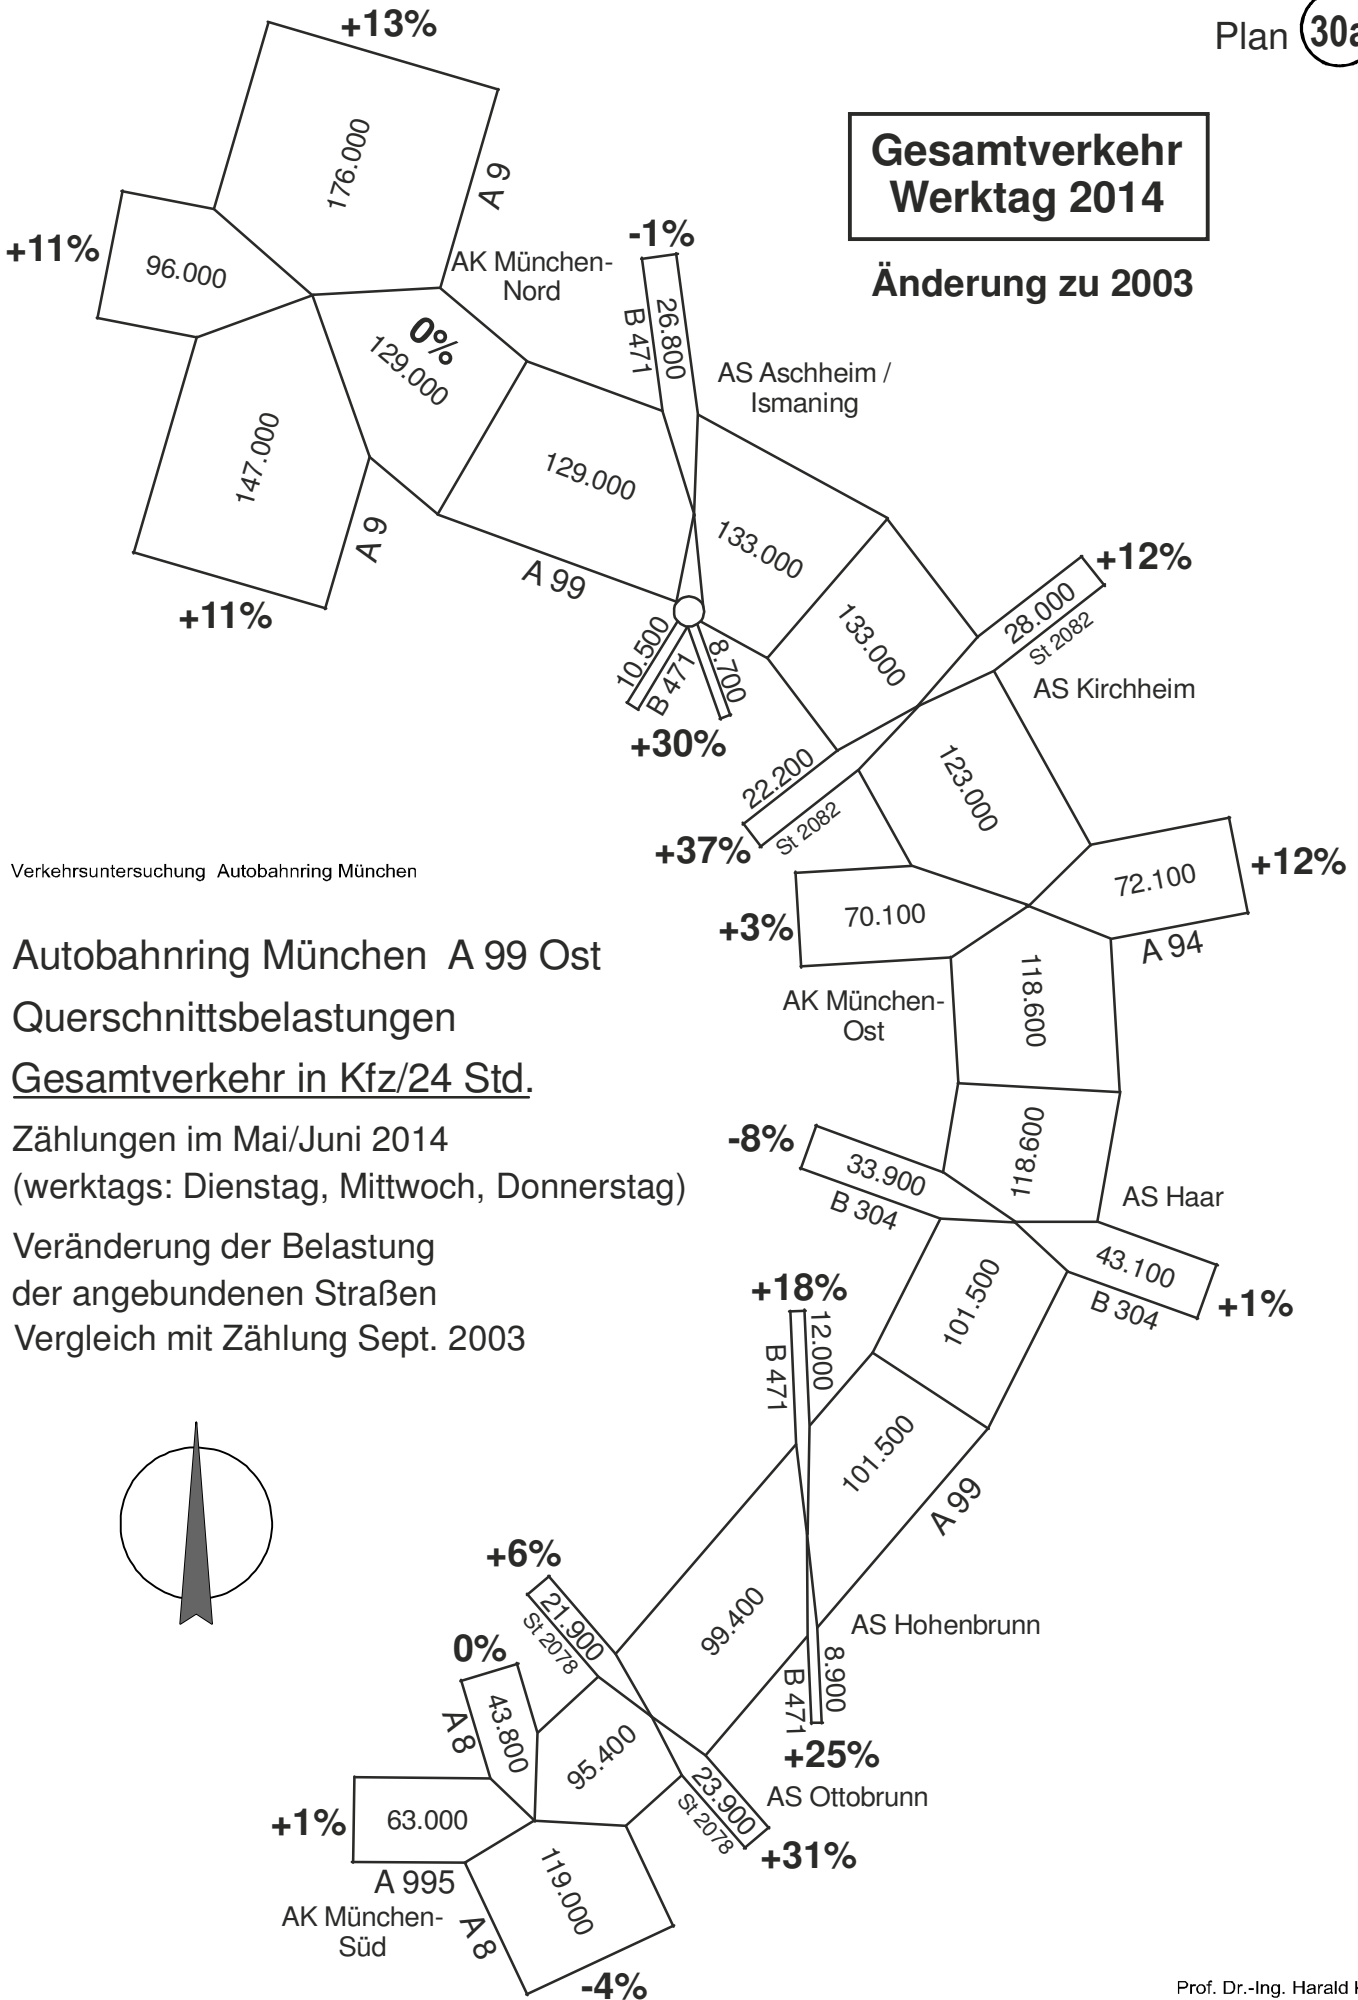 Plan 30a
+13%
176.000
A 9
+11%
96.000
AK München-
Nord
0%
129.000
147.000
A 9
+11%
Gesamtverkehr
Werktag 2014
Änderung zu 2003
-1%
26.800
B 471
AS Aschheim /
Ismaning
129.000
A 99
133.000
10.500
B 471
8.700
+30%
133.000
+12%
28.000
St 2082
AS Kirchheim
22.200
St 2082
+37%
123.000
72.100
+12%
A 94
70.100
+3%
AK München-
Ost
118.600
118.600
-8%
33.900
B 304
AS Haar
43.100
B 304
+1%
101.500
+18%
12.000
B 471
101.500
A 99
99.400
AS Hohenbrunn
8.900
B 471
+25%
+6%
21.900
St 2078
0%
43.800
A 8
95.400
23.900
St 2078
AS Ottobrunn
+31%
+1%
63.000
A 995
AK München-
Süd
A 8
119.000
-4%
Verkehrsuntersuchung Autobahnring München
Autobahnring München A 99 Ost
Querschnittsbelastungen
Gesamtverkehr in Kfz/24 Std.
Zählungen im Mai/Juni 2014
(werktags: Dienstag, Mittwoch, Donnerstag)
Veränderung der Belastung
der angebundenen Straßen
Vergleich mit Zählung Sept. 2003
Prof. Dr.-Ing. Harald